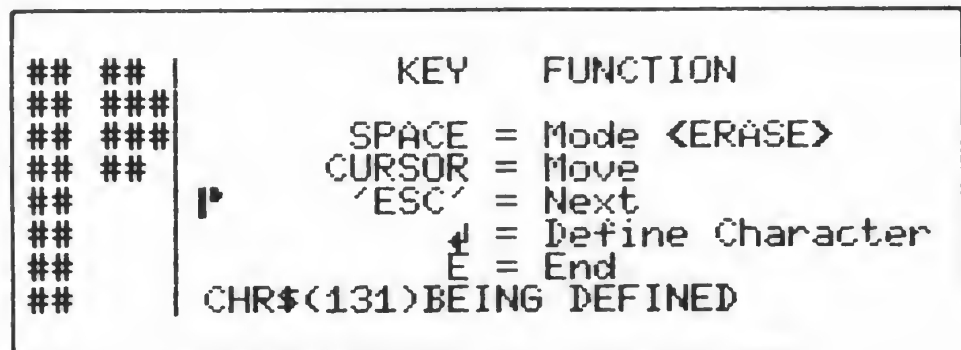 ## ## | KEY FUNCTION
## ###
## ### SPACE = Mode <ERASE>
## ## CURSOR = Move
## 'ESC' = Next
## ↲ = Define Character
## E = End
## CHR$(131)BEING DEFINED